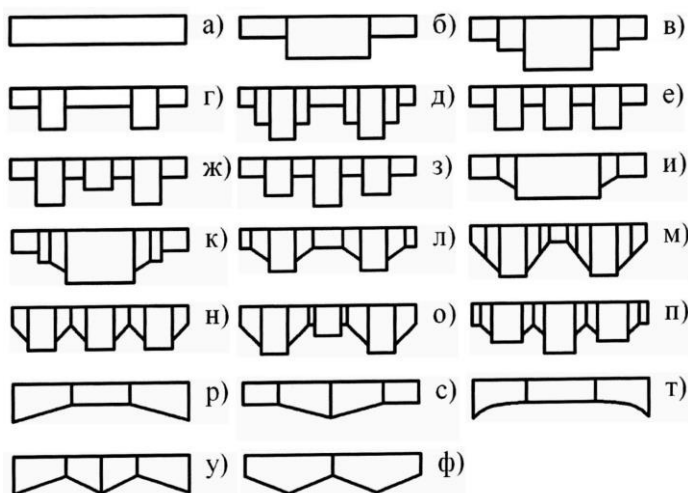 а) б) в)
г) д) е)
ж) з) и)
к) л) м)
н) о) п)
р) с) т)
у) ф)